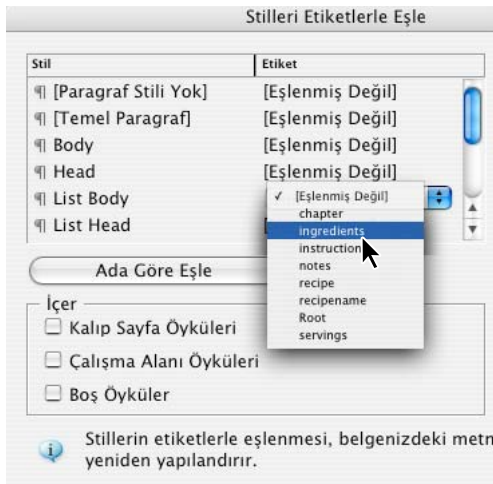 Stilleri Etiketlerle Eşle
Stil Etiket
¶ [Paragraf Stili Yok] [Eşlenmiş Değil]
¶ [Temel Paragraf] [Eşlenmiş Değil]
¶ Body [Eşlenmiş Değil]
¶ Head [Eşlenmiş Değil]
¶ List Body
¶ List Head
✓ [Eşlenmiş Değil]
chapter
ingredients
instruction
notes
recipe
recipename
Root
servings
Ada Göre Eşle
İçer
Kalıp Sayfa Öyküleri
Çalışma Alanı Öyküleri
Boş Öyküler
Stillerin etiketlerle eşlenmesi, belgenizdeki metn
yeniden yapılandırır.